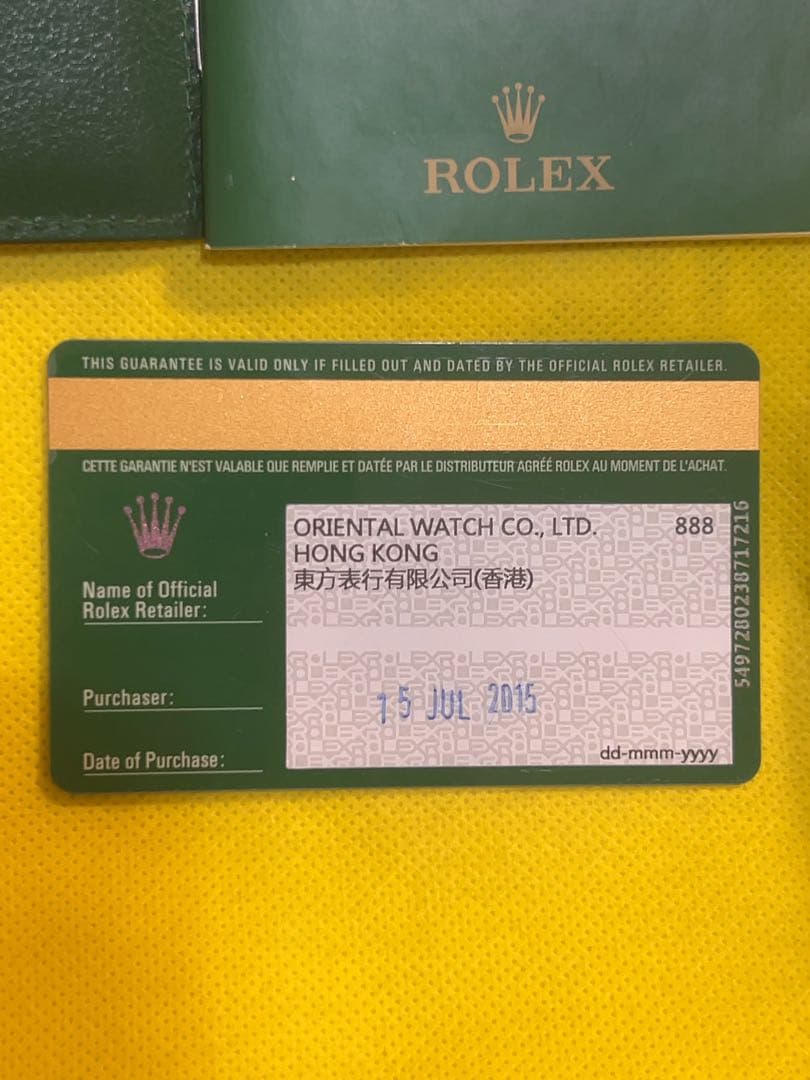 ROLEX
THIS GUARANTEE IS VALID ONLY IF FILLED OUT AND DATED BY THE OFFICIAL ROLEX RETAILER.
CETTE GARANTIE N'EST VALABLE QUE REMPLIE ET DATÉE PAR LE DISTRIBUTEUR AGRÉÉ ROLEX AU MOMENT DE L'ACHAT.
ORIENTAL WATCH CO., LTD. 888
HONG KONG
東方表行有限公司(香港)
Name of Official
Rolex Retailer:
Purchaser:
15 JUL 2015
Date of Purchase:
dd-mmm-yyyy
5497280238717216